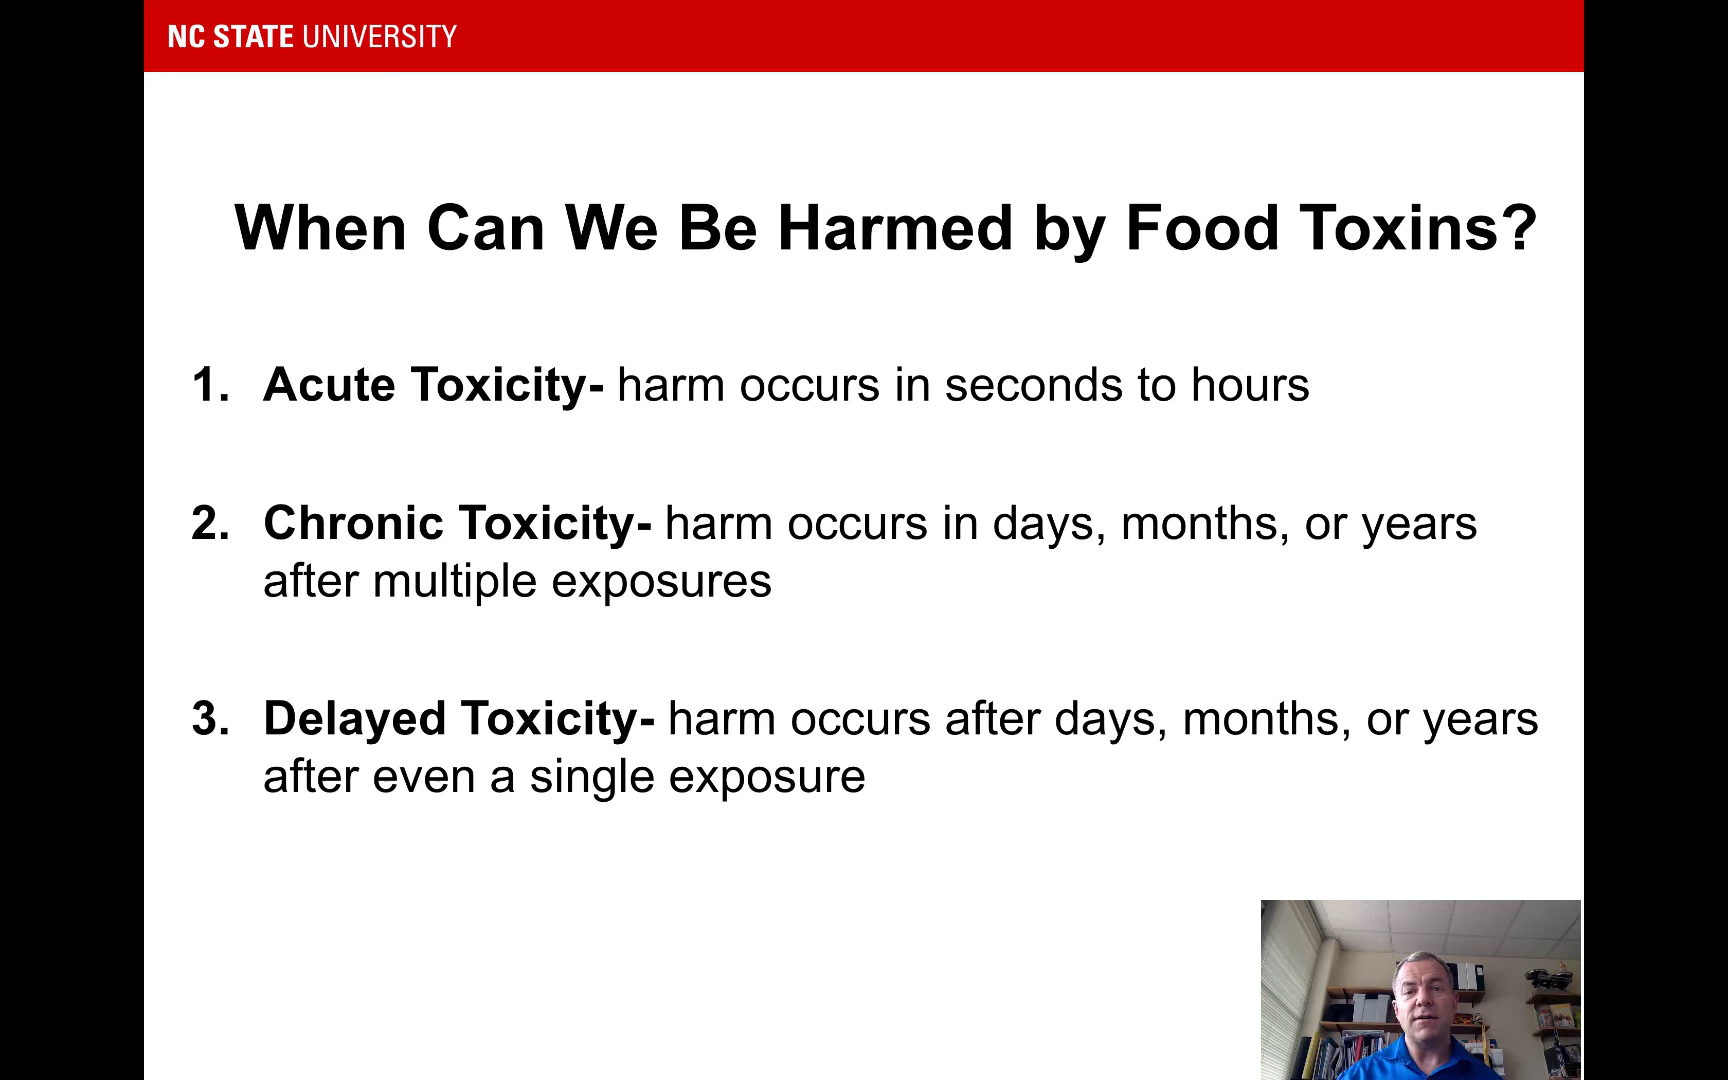 NC STATE UNIVERSITY
When Can We Be Harmed by Food Toxins?
1. Acute Toxicity- harm occurs in seconds to hours
2. Chronic Toxicity- harm occurs in days, months, or years
after multiple exposures
3. Delayed Toxicity- harm occurs after days, months, or years
after even a single exposure